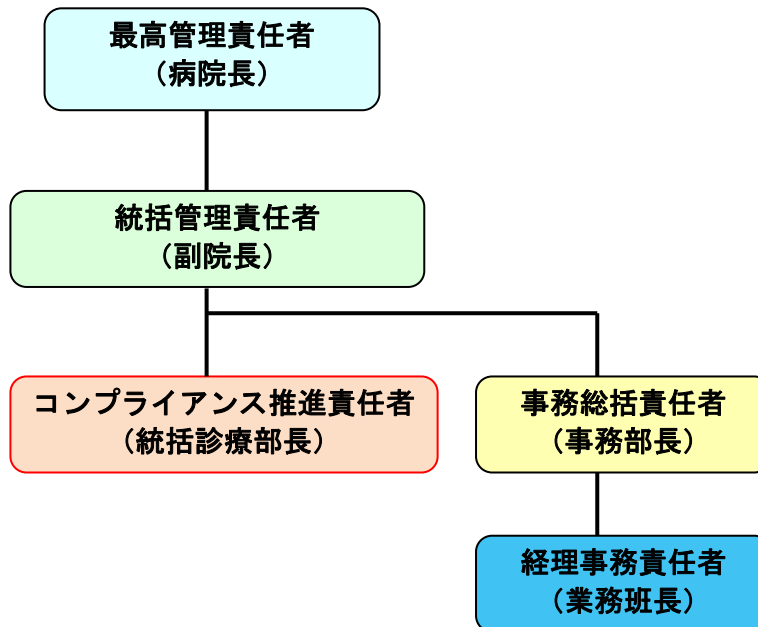 最高管理責任者
（病院長）
統括管理責任者
（副院長）
コンプライアンス推進責任者
（統括診療部長）
事務総括責任者
（事務部長）
経理事務責任者
（業務班長）